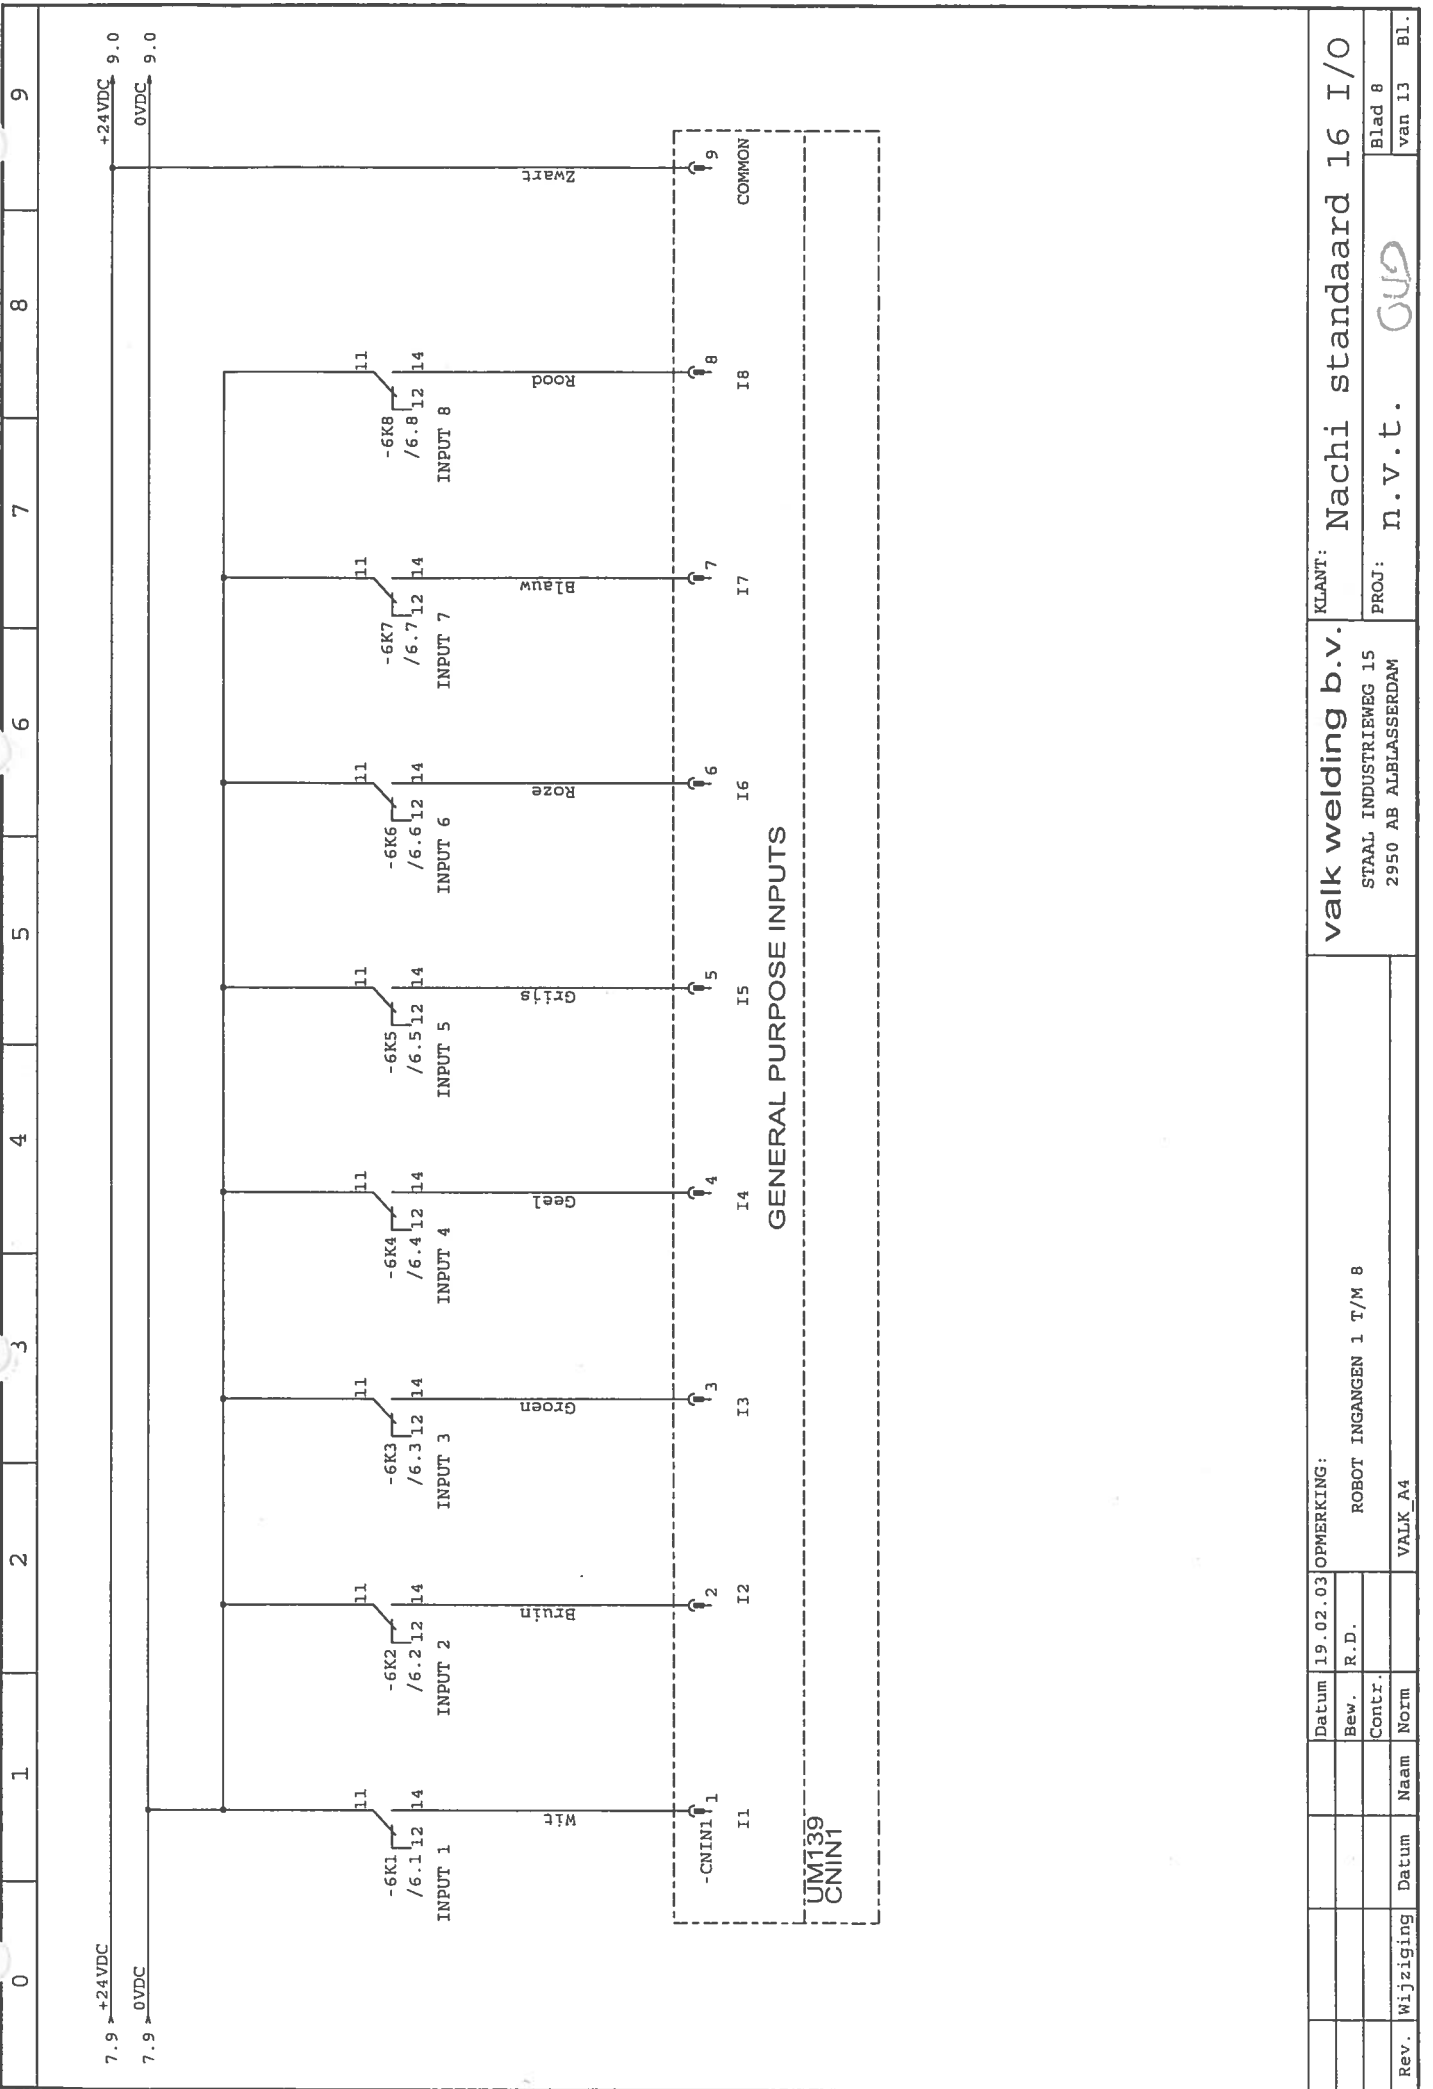 0 1 2 3 4 5 6 7 8 9
7.9 +24VDC +24VDC 9.0
7.9 0VDC 0VDC 9.0
11 11 11 11 11 11 11 11
-6K1 -6K2 -6K3 -6K4 -6K5 -6K6 -6K7 -6K8
/6.1 12 14 /6.2 12 14 /6.3 12 14 /6.4 12 14 /6.5 12 14 /6.6 12 14 /6.7 12 14 /6.8 12 14
INPUT 1 INPUT 2 INPUT 3 INPUT 4 INPUT 5 INPUT 6 INPUT 7 INPUT 8
Wit Bruin Groen Geel Grijs Roze Blauw Rood Zwart
-CNIN1 1 2 3 4 5 6 7 8 9
I1 I2 I3 I4 I5 I6 I7 I8 COMMON
GENERAL PURPOSE INPUTS
UM139
CNIN1
Rev. Wijziging Datum Naam
Datum 19.02.03
Bew. R.D.
Contr.
Norm
OPMERKING:
ROBOT INGANGEN 1 T/M 8
VALK_A4
valk welding b.v.
STAAL INDUSTRIEWEG 15
2950 AB ALBLASSERDAM
KLANT: Nachi standaard 16 I/O
PROJ: n.v.t. OUD
Blad 8
van 13 Bl.